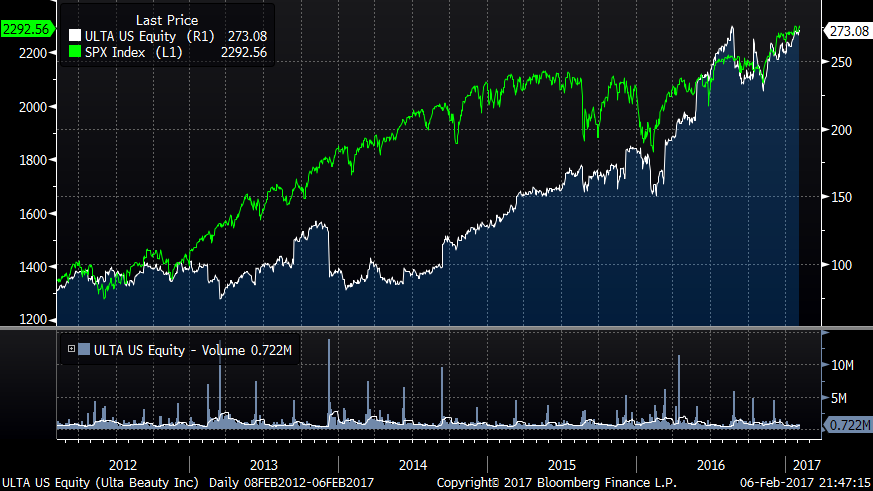 Last Price
ULTA US Equity (R1) 273.08
SPX Index (L1) 2292.56
2292.56
2200
2000
1800
1600
1400
1200
273.08
250
200
150
100
ULTA US Equity - Volume 0.722M
10M
5M
0.722M
2012 2013 2014 2015 2016 2017
ULTA US Equity (Ulta Beauty Inc) Daily 08FEB2012-06FEB2017 Copyright© 2017 Bloomberg Finance L.P. 06-Feb-2017 21:47:15